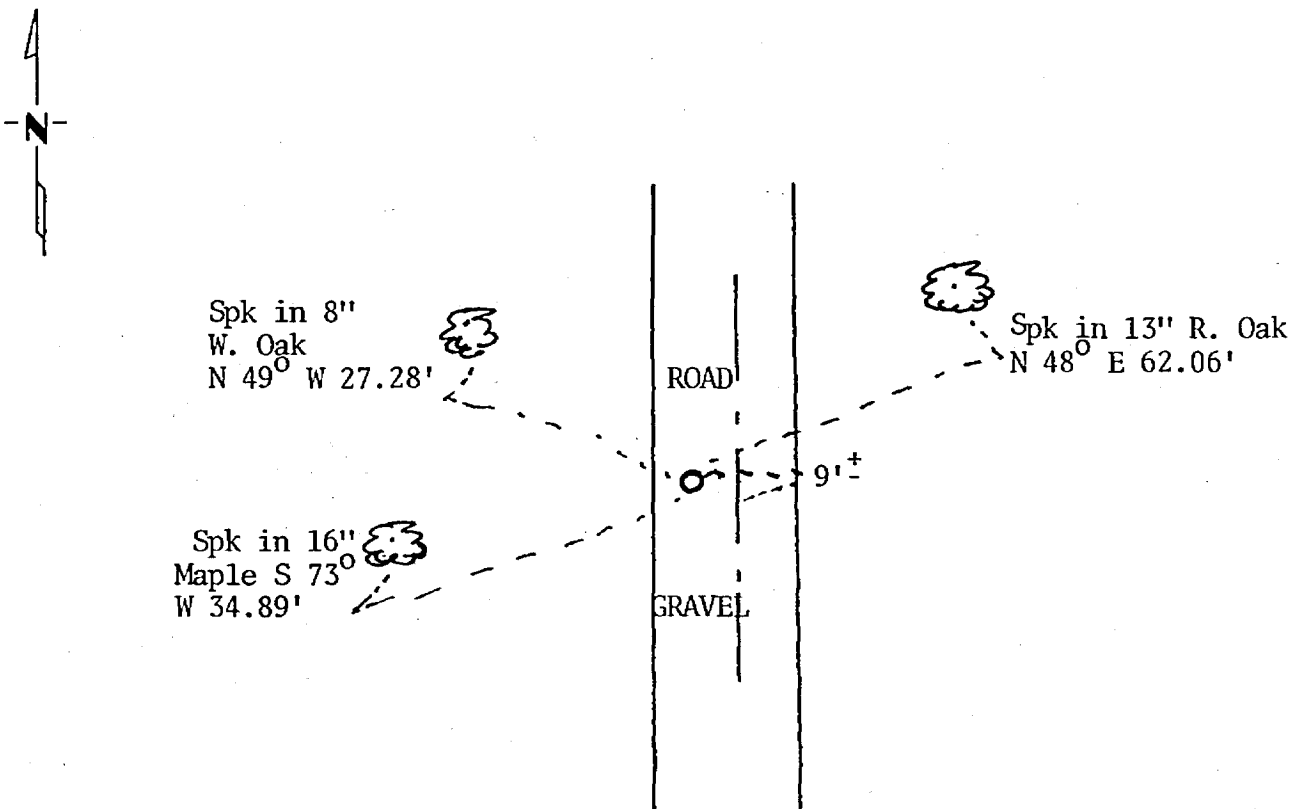 -N-
Spk in 8"
W. Oak
N 49° W 27.28'
ROAD
Spk in 13" R. Oak
N 48° E 62.06'
9'±
Spk in 16"
Maple S 73°
W 34.89'
GRAVEL